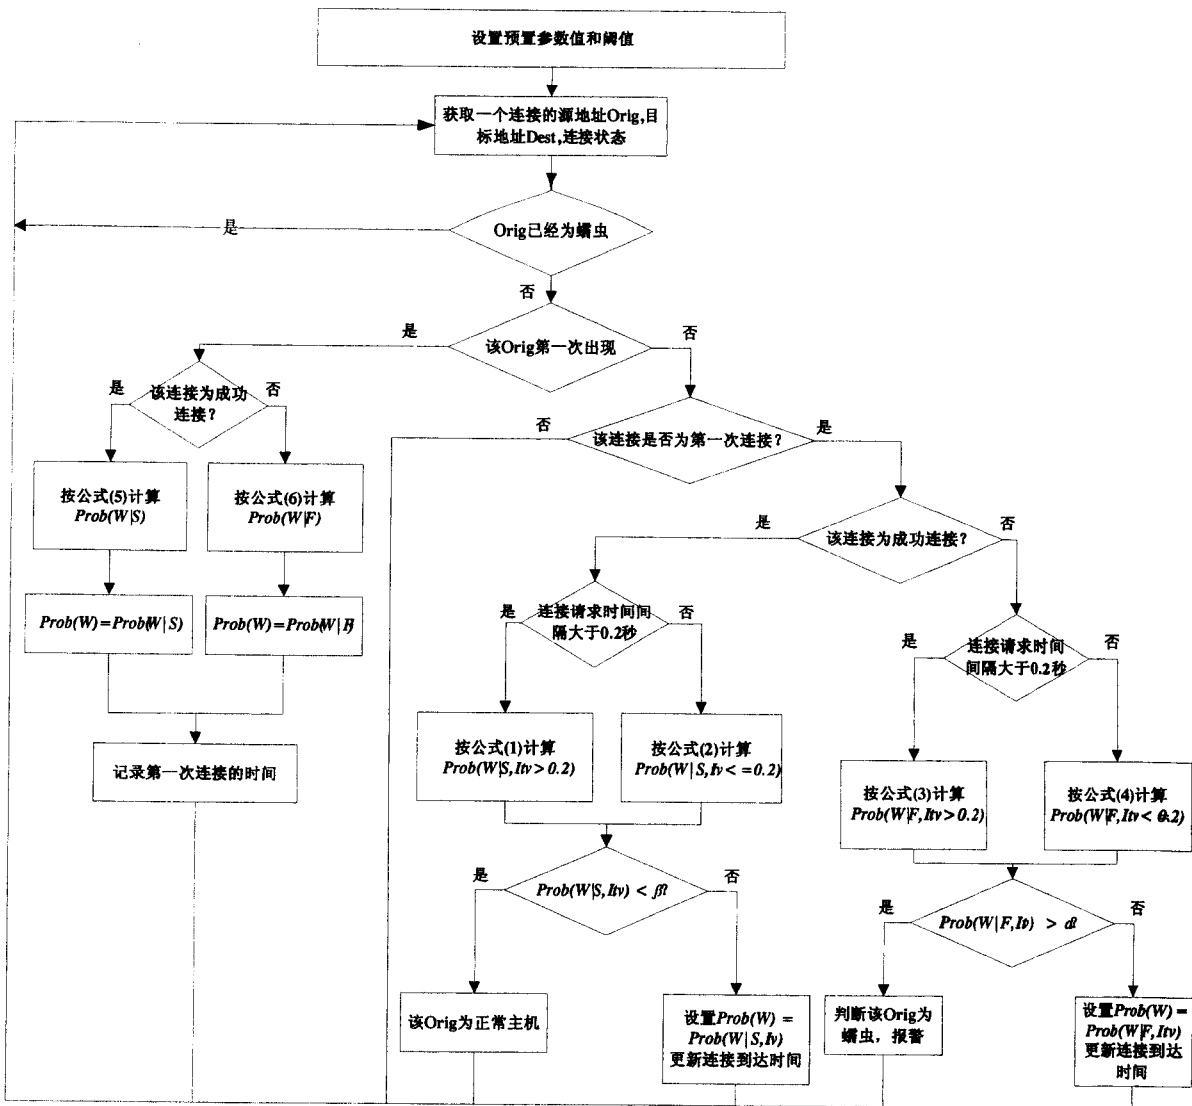 设置预置参数值和阈值
获取一个连接的源地址Orig,目
标地址Dest,连接状态
是
Orig已经为蠕虫
否
是
该Orig第一次出现
否
是
该连接为成功
连接?
否
否
该连接是否为第一次连接?
是
按公式(5)计算
Prob(W|S)
按公式(6)计算
Prob(W|F)
是
该连接为成功连接?
否
Prob(W)=Prob(W|S)
Prob(W)=Prob(W|F)
是
连接请求时间间
隔大于0.2秒
否
是
连接请求时间
间隔大于0.2秒
否
记录第一次连接的时间
按公式(1)计算
Prob(W|S,Itv>0.2)
按公式(2)计算
Prob(W|S,Iv<=0.2)
按公式(3)计算
Prob(W|F,Itv>0.2)
按公式(4)计算
Prob(W|F,Itv<0.2)
是
Prob(W|S,Itv) < β?
否
是
Prob(W|F,Itv) > α?
否
该Orig为正常主机
设置Prob(W) =
Prob(W|S,Iv)
更新连接到达时间
判断该Orig为
蠕虫，报警
设置Prob(W) =
Prob(W|F,Itv)
更新连接到达
时间